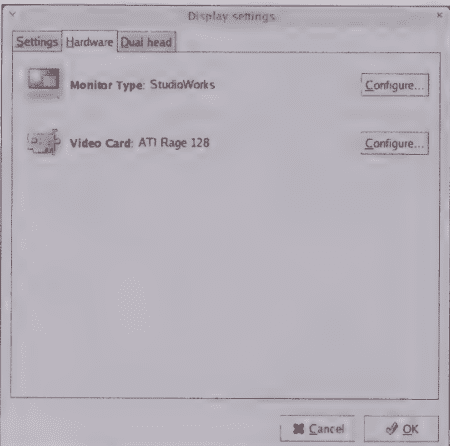 Display settings
Settings Hardware Dual head
Monitor Type: StudioWorks Configure...
Video Card: ATI Rage 128 Configure...
Cancel OK